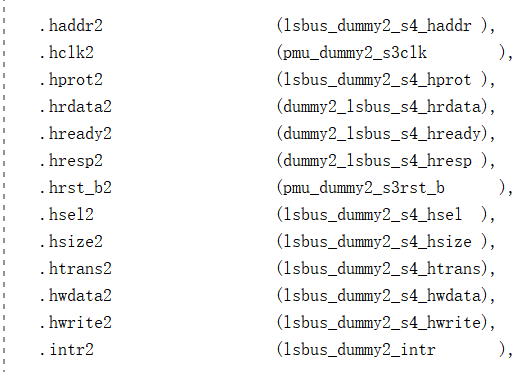 .haddr2 (lsbus_dummy2_s4_haddr ),
.hclk2 (pmu_dummy2_s3clk ),
.hprot2 (lsbus_dummy2_s4_hprot ),
.hrdata2 (dummy2_lsbus_s4_hrdata),
.hready2 (dummy2_lsbus_s4_hready),
.hresp2 (dummy2_lsbus_s4_hresp ),
.hrst_b2 (pmu_dummy2_s3rst_b ),
.hsel2 (lsbus_dummy2_s4_hsel ),
.hsize2 (lsbus_dummy2_s4_hsize ),
.htrans2 (lsbus_dummy2_s4_htrans),
.hwdata2 (lsbus_dummy2_s4_hwdata),
.hwrite2 (lsbus_dummy2_s4_hwrite),
.intr2 (lsbus_dummy2_intr ),